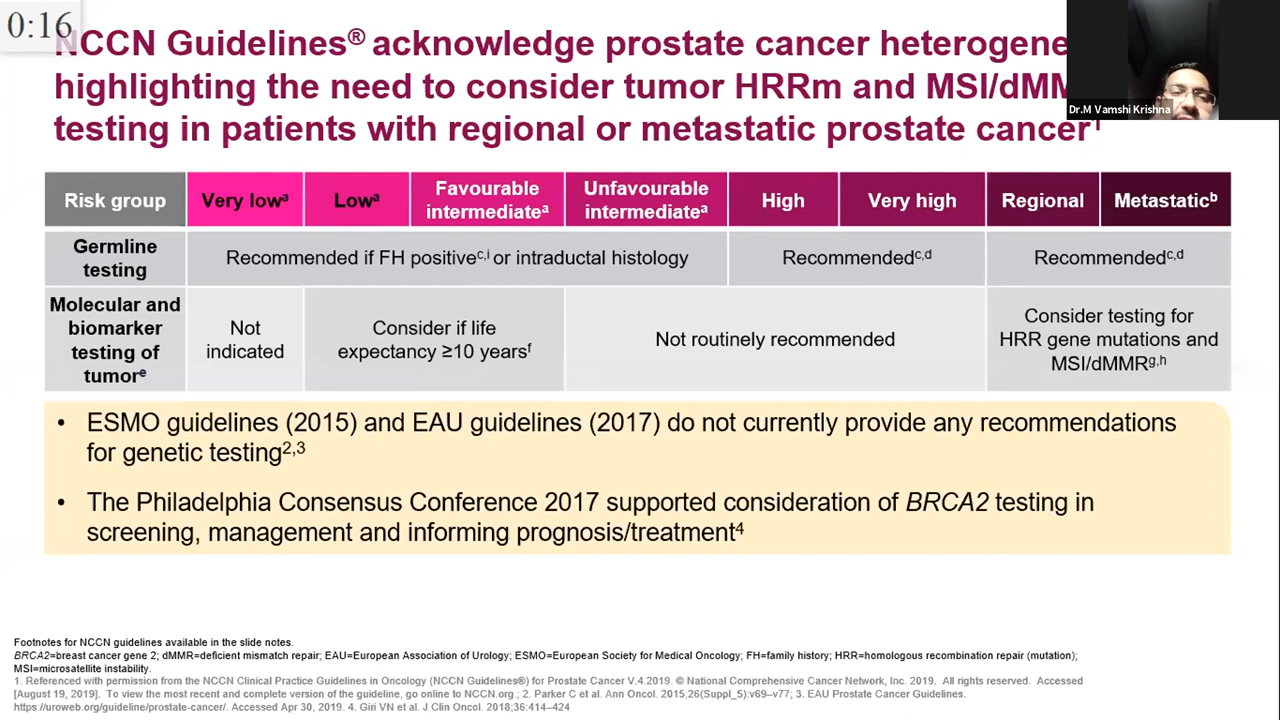 0:16
NCCN Guidelines® acknowledge prostate cancer
highlighting the need to consider tumor HRRm and
testing in patients with regional or metastatic prostate cancer¹
Dr.M Vamshi Krishna
Risk group Very lowᵃ Lowᵃ Favourable intermediateᵃ Unfavourable intermediateᵃ High Very high Regional Metastaticᵇ
Germline testing Recommended if FH positiveᶜ,ⁱ or intraductal histology Recommendedᶜ,ᵈ Recommendedᶜ,ᵈ
Molecular and biomarker testing of tumorᵉ Not indicated Consider if life expectancy ≥10 yearsᶠ Not routinely recommended Consider testing for HRR gene mutations and MSI/dMMRᵍ,ʰ
• ESMO guidelines (2015) and EAU guidelines (2017) do not currently provide any recommendations
for genetic testing²,³
• The Philadelphia Consensus Conference 2017 supported consideration of BRCA2 testing in
screening, management and informing prognosis/treatment⁴
Footnotes for NCCN guidelines available in the slide notes.
BRCA2=breast cancer gene 2; dMMR=deficient mismatch repair; EAU=European Association of Urology; ESMO=European Society for Medical Oncology; FH=family history; HRR=homologous recombination repair (mutation);
MSI=microsatellite instability.
1. Referenced with permission from the NCCN Clinical Practice Guidelines in Oncology (NCCN Guidelines®) for Prostate Cancer V.4.2019. © National Comprehensive Cancer Network, Inc. 2019. All rights reserved. Accessed
[August 19, 2019]. To view the most recent and complete version of the guideline, go online to NCCN.org.; 2. Parker C et al. Ann Oncol. 2015;26(Suppl_5):v69–v77; 3. EAU Prostate Cancer Guidelines.
https://uroweb.org/guideline/prostate-cancer/. Accessed Apr 30, 2019. 4. Giri VN et al. J Clin Oncol. 2018;36:414–424